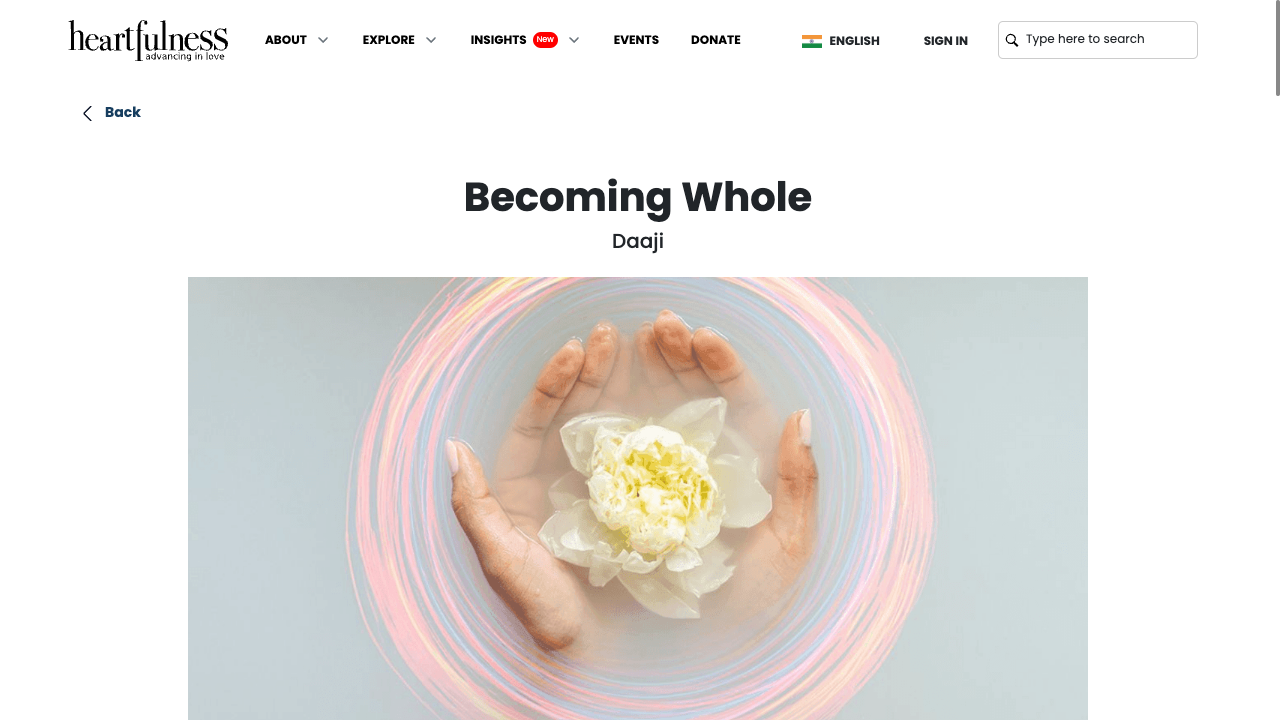 heartfulness
advancing in love
ABOUT
EXPLORE
INSIGHTS New
EVENTS
DONATE
ENGLISH
SIGN IN
Type here to search
Back
Becoming Whole
Daaji